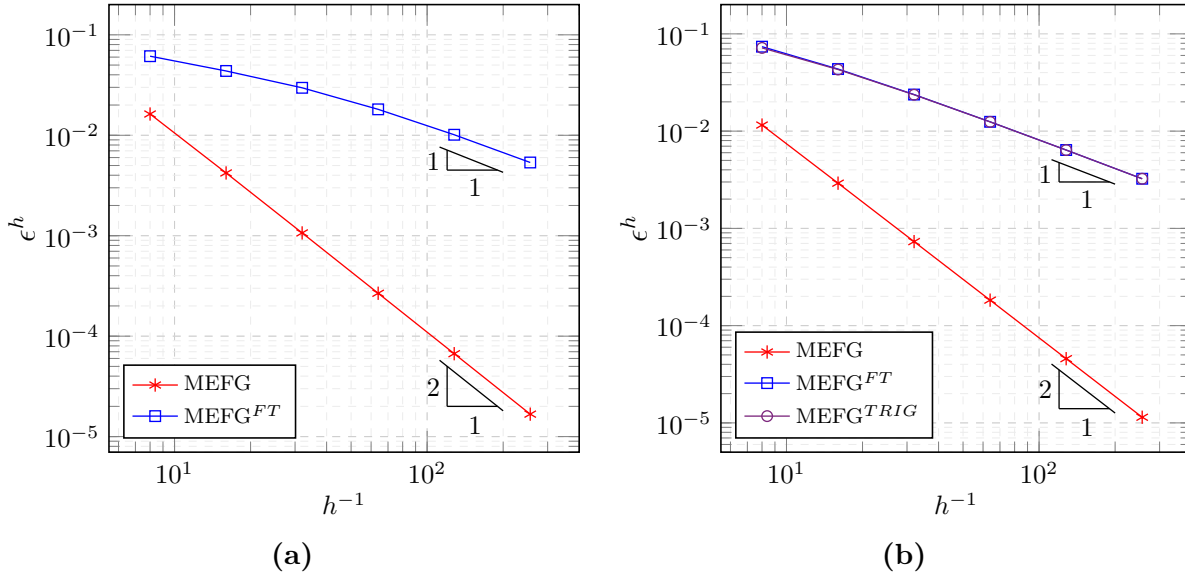 10^{-1}
10^{-2}
10^{-3}
10^{-4}
10^{-5}
ϵ^h
1
1
2
1
MEFG
MEFG^{FT}
10^1
10^2
h^{-1}
(a)
10^{-1}
10^{-2}
10^{-3}
10^{-4}
10^{-5}
ϵ^h
1
1
2
1
MEFG
MEFG^{FT}
MEFG^{TRIG}
10^1
10^2
h^{-1}
(b)